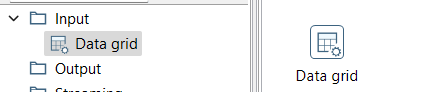 Input
Data grid
Output
Streaming
Data grid